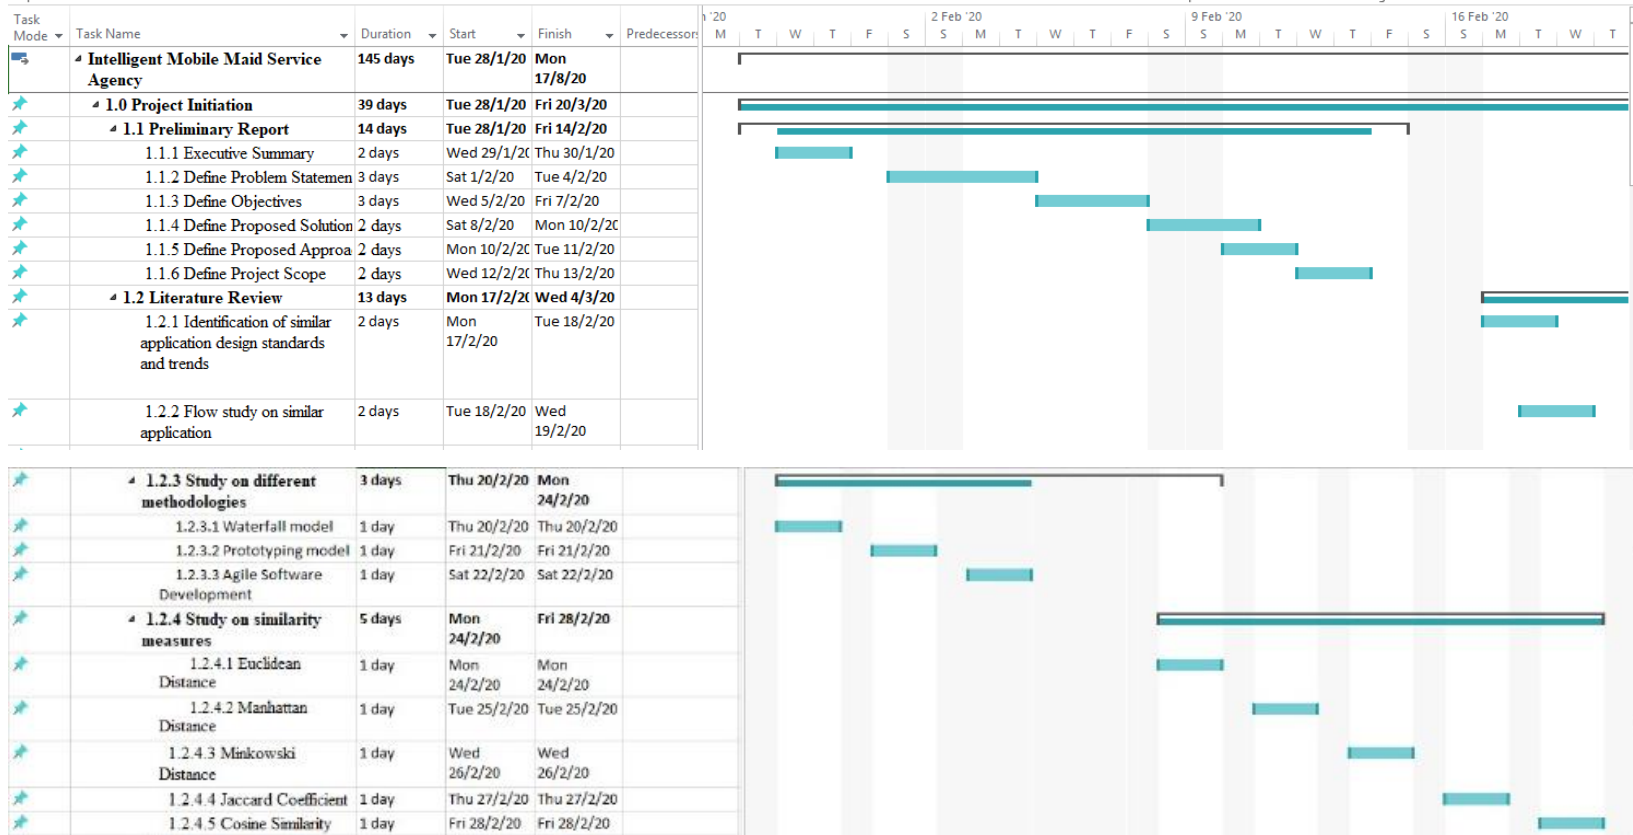 Task
Mode Task Name Duration Start Finish Predecessors
'20 2 Feb '20 9 Feb '20 16 Feb '20
M T W T F S S M T W T F S S M T W T F S S M T W T
Intelligent Mobile Maid Service 145 days Tue 28/1/20 Mon
Agency 17/8/20
1.0 Project Initiation 39 days Tue 28/1/20 Fri 20/3/20
1.1 Preliminary Report 14 days Tue 28/1/20 Fri 14/2/20
1.1.1 Executive Summary 2 days Wed 29/1/20 Thu 30/1/20
1.1.2 Define Problem Statemen 3 days Sat 1/2/20 Tue 4/2/20
1.1.3 Define Objectives 3 days Wed 5/2/20 Fri 7/2/20
1.1.4 Define Proposed Solution 2 days Sat 8/2/20 Mon 10/2/20
1.1.5 Define Proposed Approa 2 days Mon 10/2/20 Tue 11/2/20
1.1.6 Define Project Scope 2 days Wed 12/2/20 Thu 13/2/20
1.2 Literature Review 13 days Mon 17/2/20 Wed 4/3/20
1.2.1 Identification of similar 2 days Mon Tue 18/2/20
application design standards 17/2/20
and trends
1.2.2 Flow study on similar 2 days Tue 18/2/20 Wed
application 19/2/20
1.2.3 Study on different 3 days Thu 20/2/20 Mon
methodologies 24/2/20
1.2.3.1 Waterfall model 1 day Thu 20/2/20 Thu 20/2/20
1.2.3.2 Prototyping model 1 day Fri 21/2/20 Fri 21/2/20
1.2.3.3 Agile Software 1 day Sat 22/2/20 Sat 22/2/20
Development
1.2.4 Study on similarity 5 days Mon Fri 28/2/20
measures 24/2/20
1.2.4.1 Euclidean 1 day Mon Mon
Distance 24/2/20 24/2/20
1.2.4.2 Manhattan 1 day Tue 25/2/20 Tue 25/2/20
Distance
1.2.4.3 Minkowski 1 day Wed Wed
Distance 26/2/20 26/2/20
1.2.4.4 Jaccard Coefficient 1 day Thu 27/2/20 Thu 27/2/20
1.2.4.5 Cosine Similarity 1 day Fri 28/2/20 Fri 28/2/20